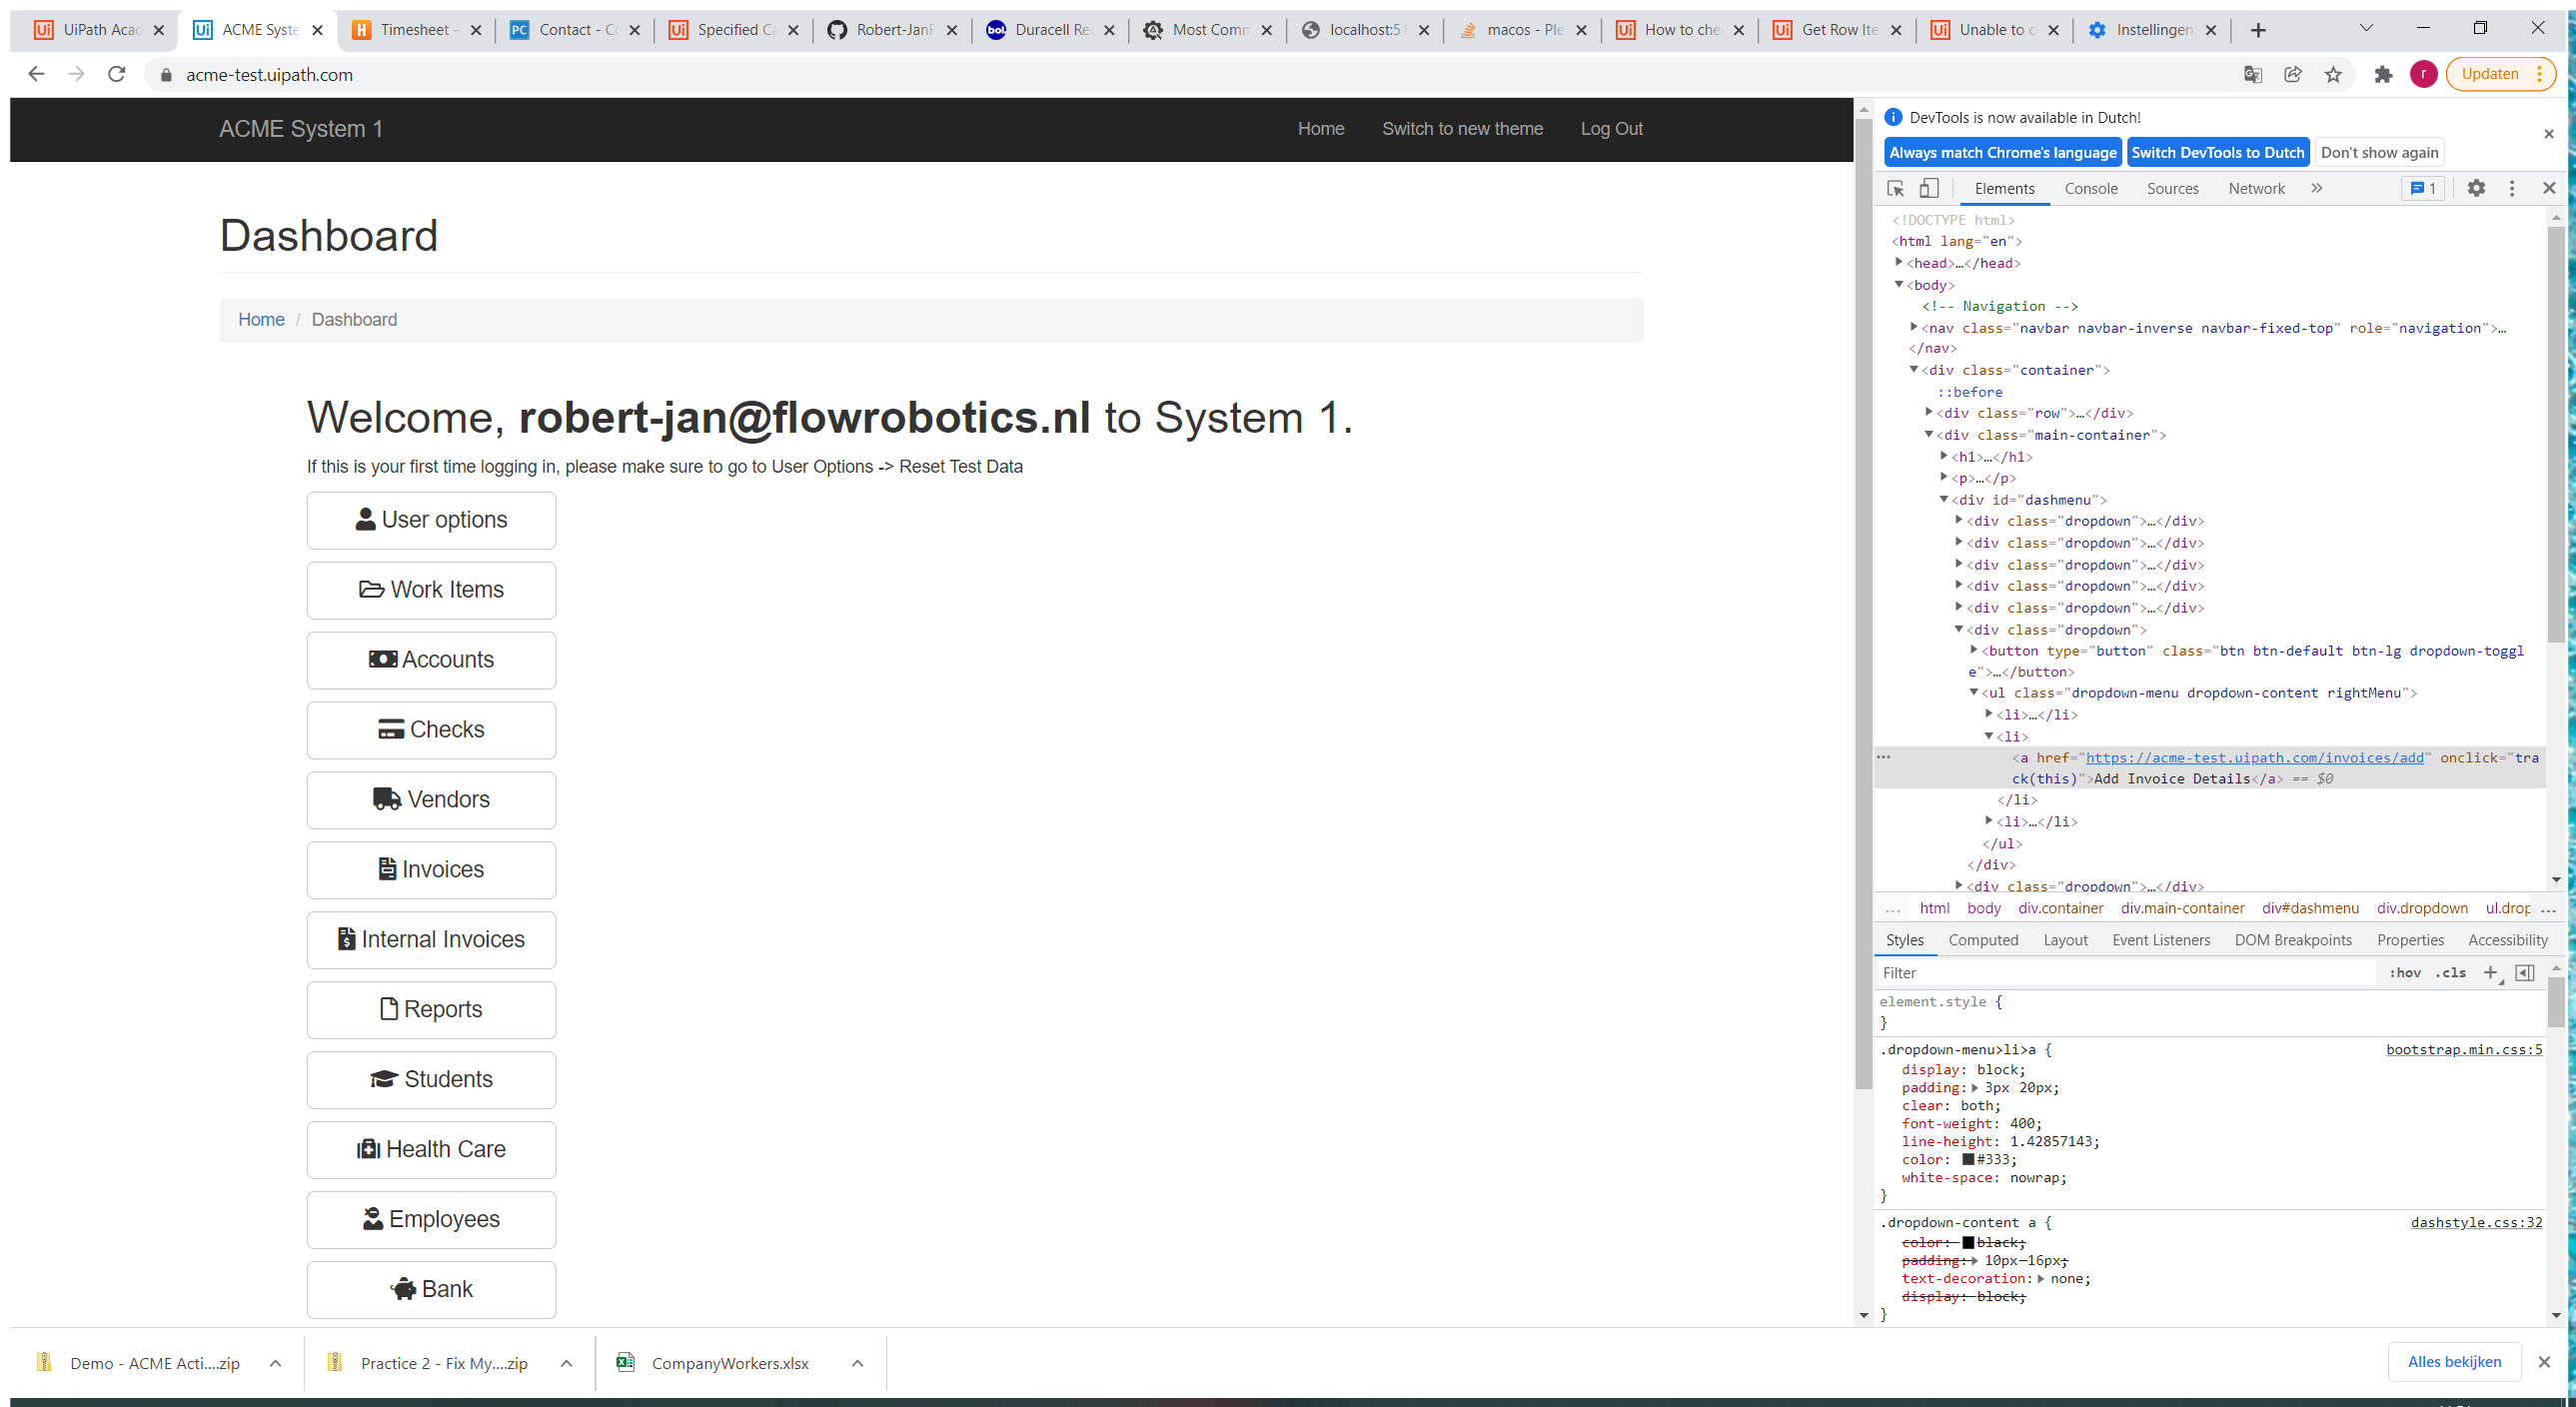 UiPath Acad
ACME Syste
Timesheet -
Contact - Co
Specified Ca
Robert-JanF
Duracell Rec
Most Comm
localhost:51
macos - Ple
How to che
Get Row Ite
Unable to c
Instellingen
acme-test.uipath.com
r
Updaten
ACME System 1
Home
Switch to new theme
Log Out
Dashboard
Home / Dashboard
Welcome, robert-jan@flowrobotics.nl to System 1.
If this is your first time logging in, please make sure to go to User Options -> Reset Test Data
User options
Work Items
Accounts
Checks
Vendors
Invoices
Internal Invoices
Reports
Students
Health Care
Employees
Bank
DevTools is now available in Dutch!
Always match Chrome's language
Switch DevTools to Dutch
Don't show again
Elements Console Sources Network » 1
<!DOCTYPE html>
<html lang="en">
<head>…</head>
<body>
<!-- Navigation -->
<nav class="navbar navbar-inverse navbar-fixed-top" role="navigation">…
</nav>
<div class="container">
::before
<div class="row">…</div>
<div class="main-container">
<h1>…</h1>
<p>…</p>
<div id="dashmenu">
<div class="dropdown">…</div>
<div class="dropdown">…</div>
<div class="dropdown">…</div>
<div class="dropdown">…</div>
<div class="dropdown">…</div>
<div class="dropdown">
<button type="button" class="btn btn-default btn-lg dropdown-toggl
e">…</button>
<ul class="dropdown-menu dropdown-content rightMenu">
<li>…</li>
<li>
<a href="https://acme-test.uipath.com/invoices/add" onclick="tra
ck(this)">Add Invoice Details</a> == $0
</li>
<li>…</li>
</ul>
</div>
<div class="dropdown">…</div>
... html body div.container div.main-container div#dashmenu div.dropdown ul.drop ...
Styles Computed Layout Event Listeners DOM Breakpoints Properties Accessibility
Filter :hov .cls +
element.style {
}
.dropdown-menu>li>a { bootstrap.min.css:5
display: block;
padding: 3px 20px;
clear: both;
font-weight: 400;
line-height: 1.42857143;
color: #333;
white-space: nowrap;
}
.dropdown-content a { dashstyle.css:32
color: black;
padding: 10px 16px;
text-decoration: none;
display: block;
}
Demo - ACME Acti....zip
Practice 2 - Fix My....zip
CompanyWorkers.xlsx
Alles bekijken